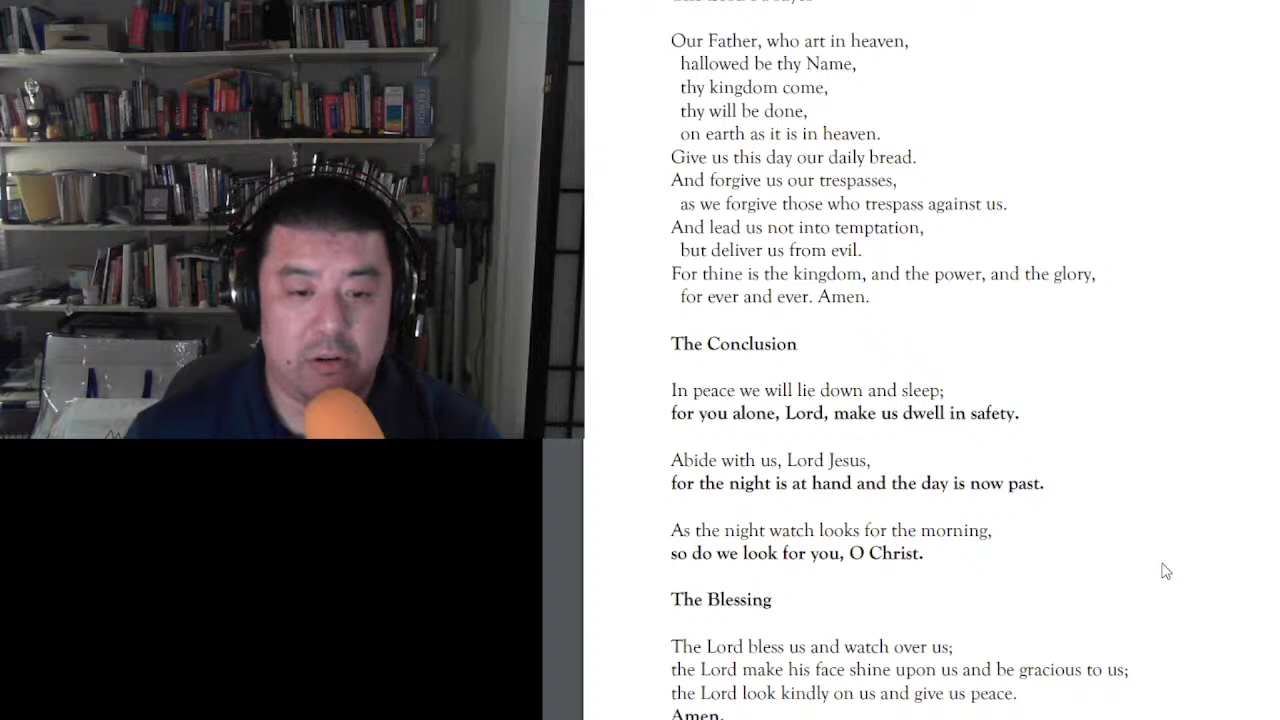 Our Father, who art in heaven,
hallowed be thy Name,
thy kingdom come,
thy will be done,
on earth as it is in heaven.
Give us this day our daily bread.
And forgive us our trespasses,
as we forgive those who trespass against us.
And lead us not into temptation,
but deliver us from evil.
For thine is the kingdom, and the power, and the glory,
for ever and ever. Amen.
The Conclusion
In peace we will lie down and sleep;
for you alone, Lord, make us dwell in safety.
Abide with us, Lord Jesus,
for the night is at hand and the day is now past.
As the night watch looks for the morning,
so do we look for you, O Christ.
The Blessing
The Lord bless us and watch over us;
the Lord make his face shine upon us and be gracious to us;
the Lord look kindly on us and give us peace.
Amen.